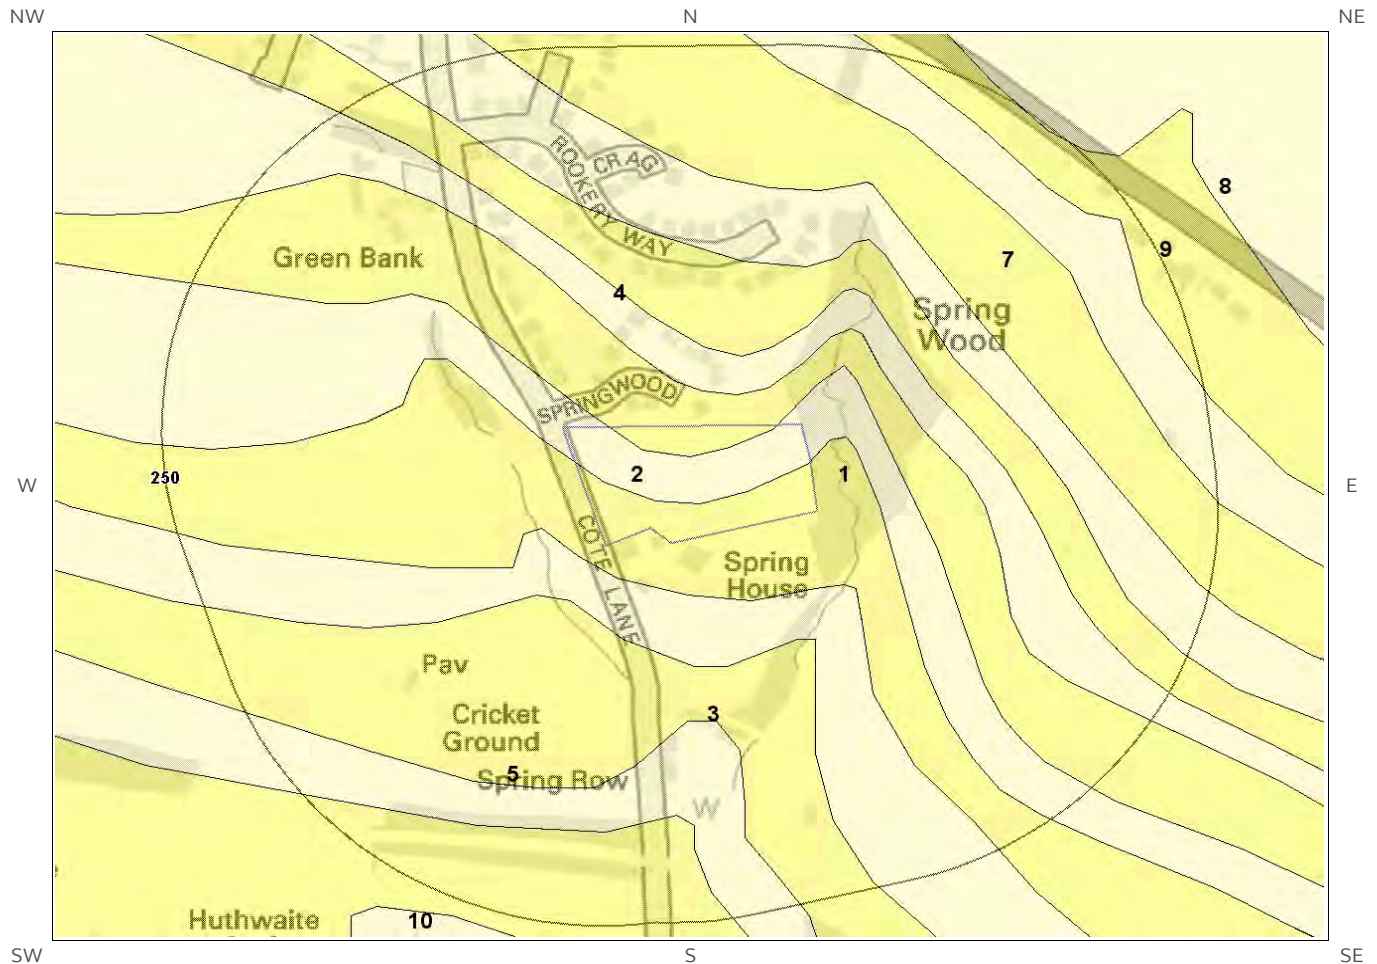 NW
N
NE
CRAG
ROOKERY WAY
8
9
Green Bank
7
4
Spring
Wood
SPRINGWOOD
W
250
2
1
E
COTE LANE
Spring
House
Pav
3
Cricket
Ground
5
Spring Row
W
Huthwaite
10
SW
S
SE